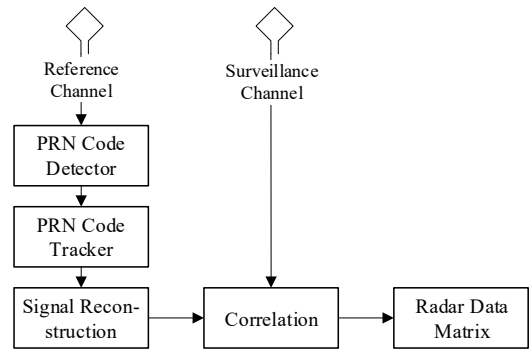 Reference
Channel
Surveillance
Channel
PRN Code
Detector
PRN Code
Tracker
Signal Recon-
struction
Correlation
Radar Data
Matrix